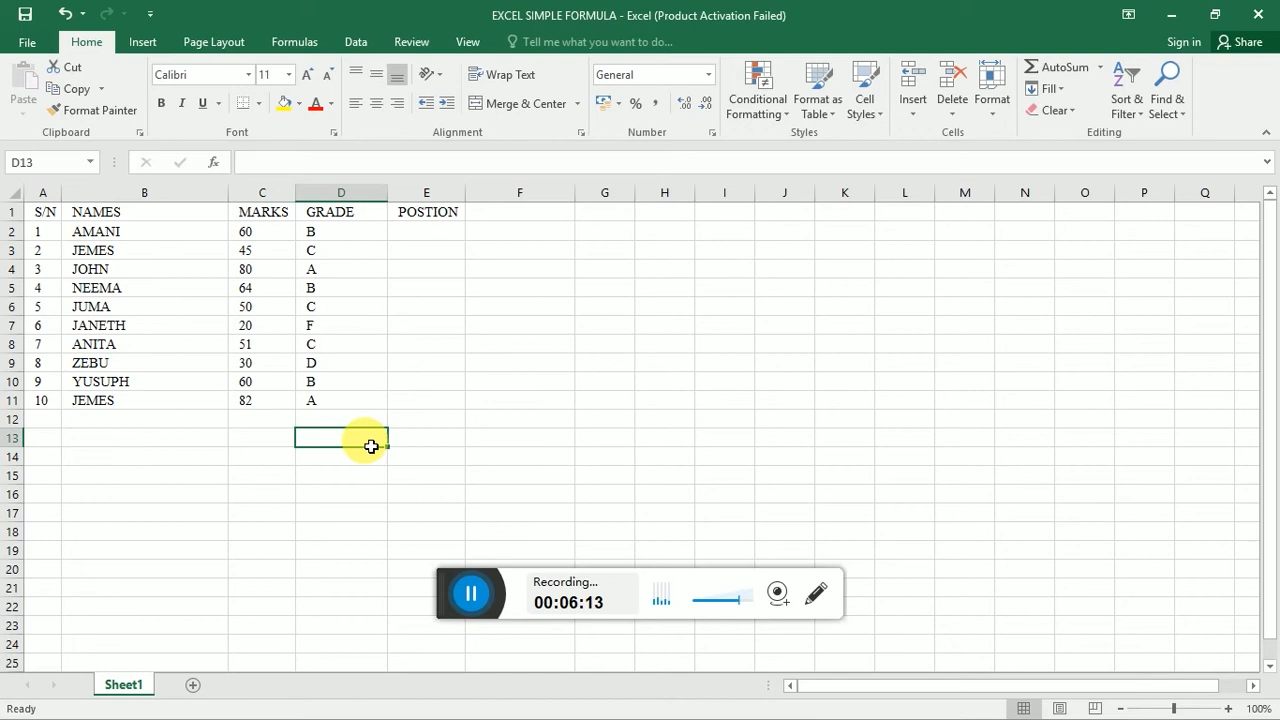 EXCEL SIMPLE FORMULA - Excel (Product Activation Failed)
File Home Insert Page Layout Formulas Data Review View Tell me what you want to do... Sign in Share
Paste Cut Copy Format Painter
Calibri 11
B I U A
Wrap Text
Merge & Center
General
%
Conditional Formatting
Format as Table
Cell Styles
Insert Delete Format
AutoSum
Fill
Clear
Sort & Filter
Find & Select
Clipboard Font Alignment Number Styles Cells Editing
D13 fx
A B C D E F G H I J K L M N O P Q
1 S/N NAMES MARKS GRADE POSTION
2 1 AMANI 60 B
3 2 JEMES 45 C
4 3 JOHN 80 A
5 4 NEEMA 64 B
6 5 JUMA 50 C
7 6 JANETH 20 F
8 7 ANITA 51 C
9 8 ZEBU 30 D
10 9 YUSUPH 60 B
11 10 JEMES 82 A
12
13
14
15
16
17
18
19
20
21
22
23
24
25
Recording...
00:06:13
Sheet1
Ready 100%